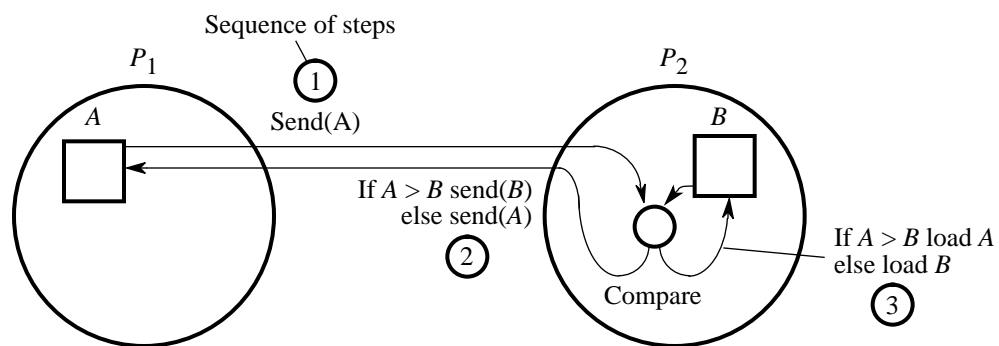 Sequence of steps
P1
1
P2
A
Send(A)
B
If A > B send(B)
else send(A)
2
If A > B load A
else load B
Compare
3